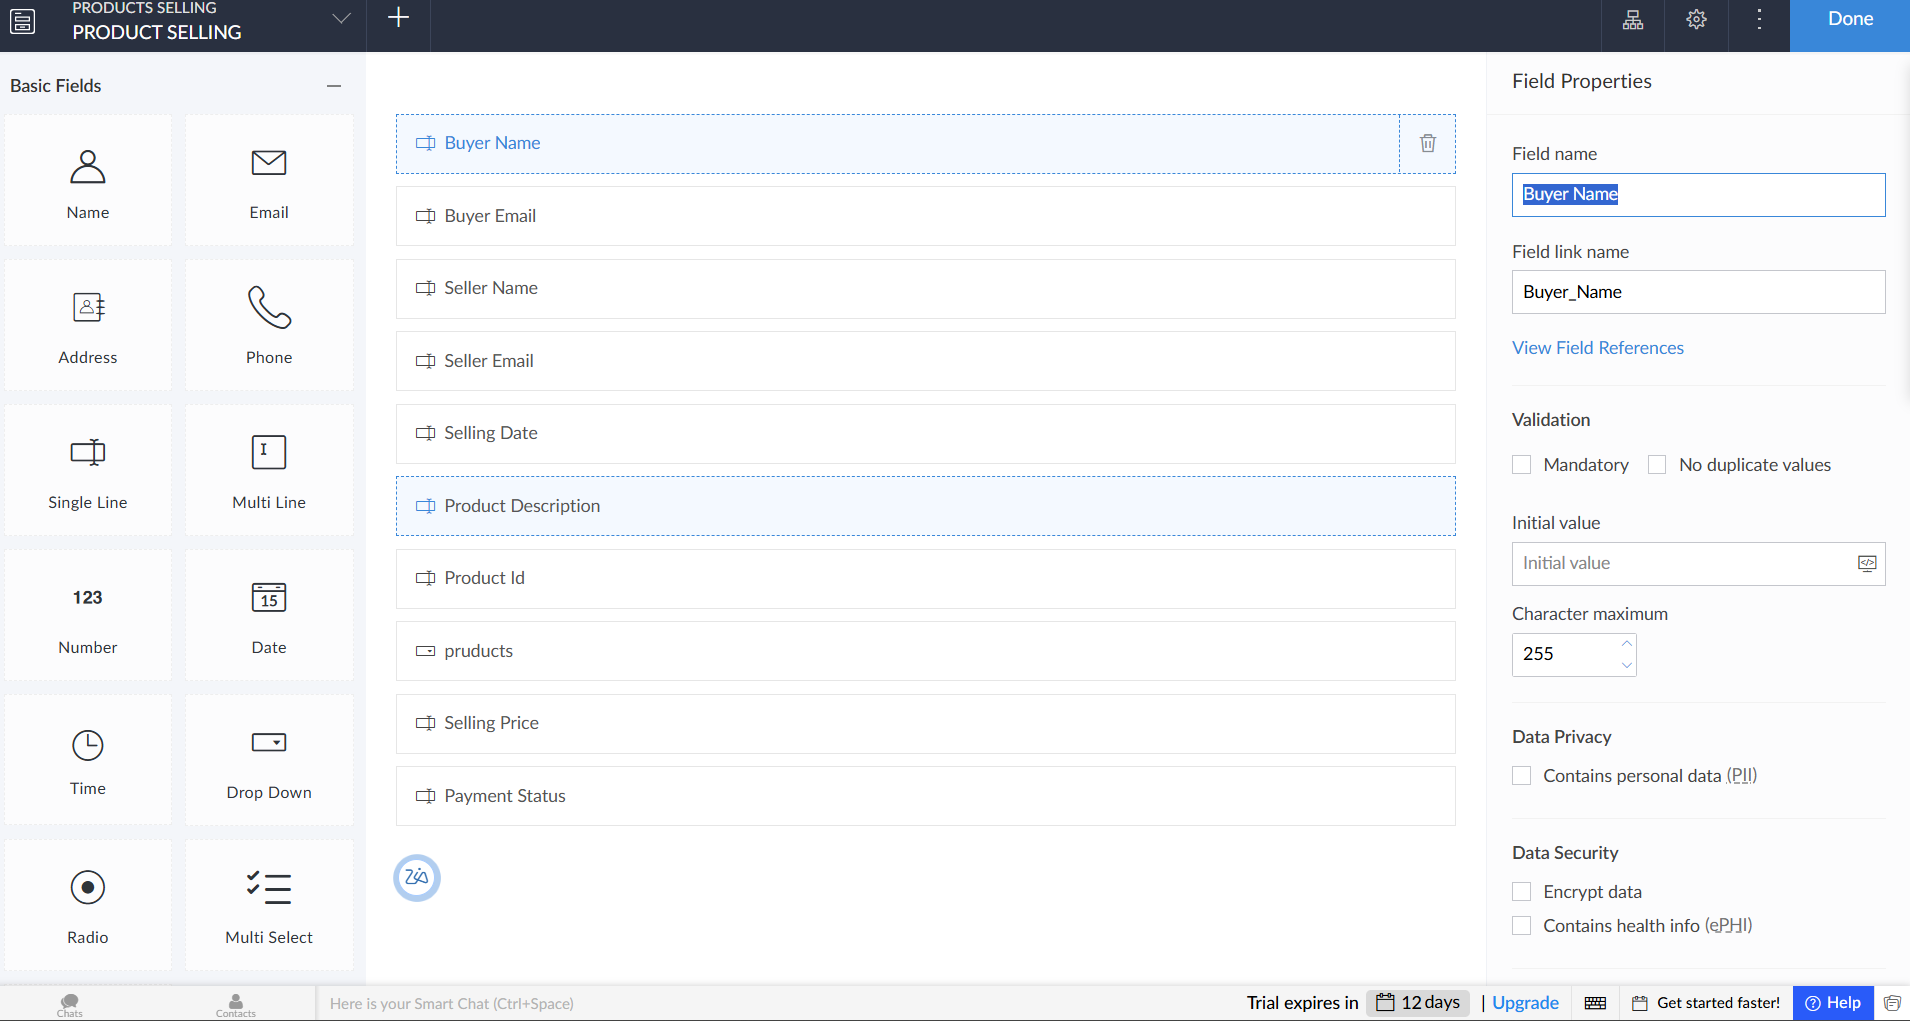 PRODUCTS SELLING
PRODUCT SELLING
Done
Basic Fields
Name
Email
Address
Phone
Single Line
Multi Line
123
Number
15
Date
Time
Drop Down
Radio
Multi Select
Buyer Name
Buyer Email
Seller Name
Seller Email
Selling Date
Product Description
Product Id
pruducts
Selling Price
Payment Status
Zia
Field Properties
Field name
Buyer Name
Field link name
Buyer_Name
View Field References
Validation
Mandatory
No duplicate values
Initial value
Initial value
Character maximum
255
Data Privacy
Contains personal data (PII)
Data Security
Encrypt data
Contains health info (ePHI)
Chats
Contacts
Here is your Smart Chat (Ctrl+Space)
Trial expires in 12 days | Upgrade
Get started faster!
Help